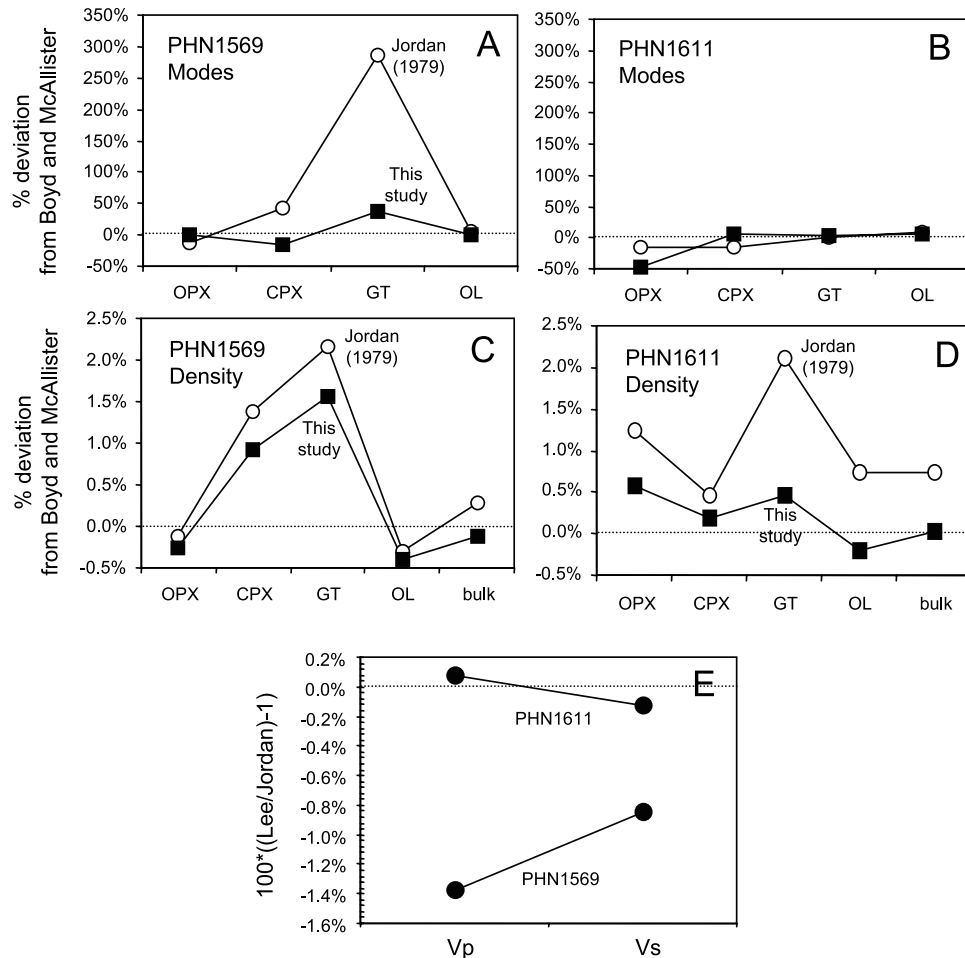 % deviation
from Boyd and McAllister
350%
300%
250%
200%
150%
100%
50%
0%
-50%
PHN1569
Modes
Jordan
(1979)
This
study
A
OPX CPX GT OL
350%
300%
250%
200%
150%
100%
50%
0%
-50%
PHN1611
Modes
B
OPX CPX GT OL
% deviation
from Boyd and McAllister
2.5%
2.0%
1.5%
1.0%
0.5%
0.0%
-0.5%
PHN1569
Density
Jordan
(1979)
This
study
C
OPX CPX GT OL bulk
2.5%
2.0%
1.5%
1.0%
0.5%
0.0%
-0.5%
PHN1611
Density
Jordan
(1979)
This
study
D
OPX CPX GT OL bulk
100*((Lee/Jordan)-1)
0.2%
0.0%
-0.2%
-0.4%
-0.6%
-0.8%
-1.0%
-1.2%
-1.4%
-1.6%
E
PHN1611
PHN1569
Vp Vs